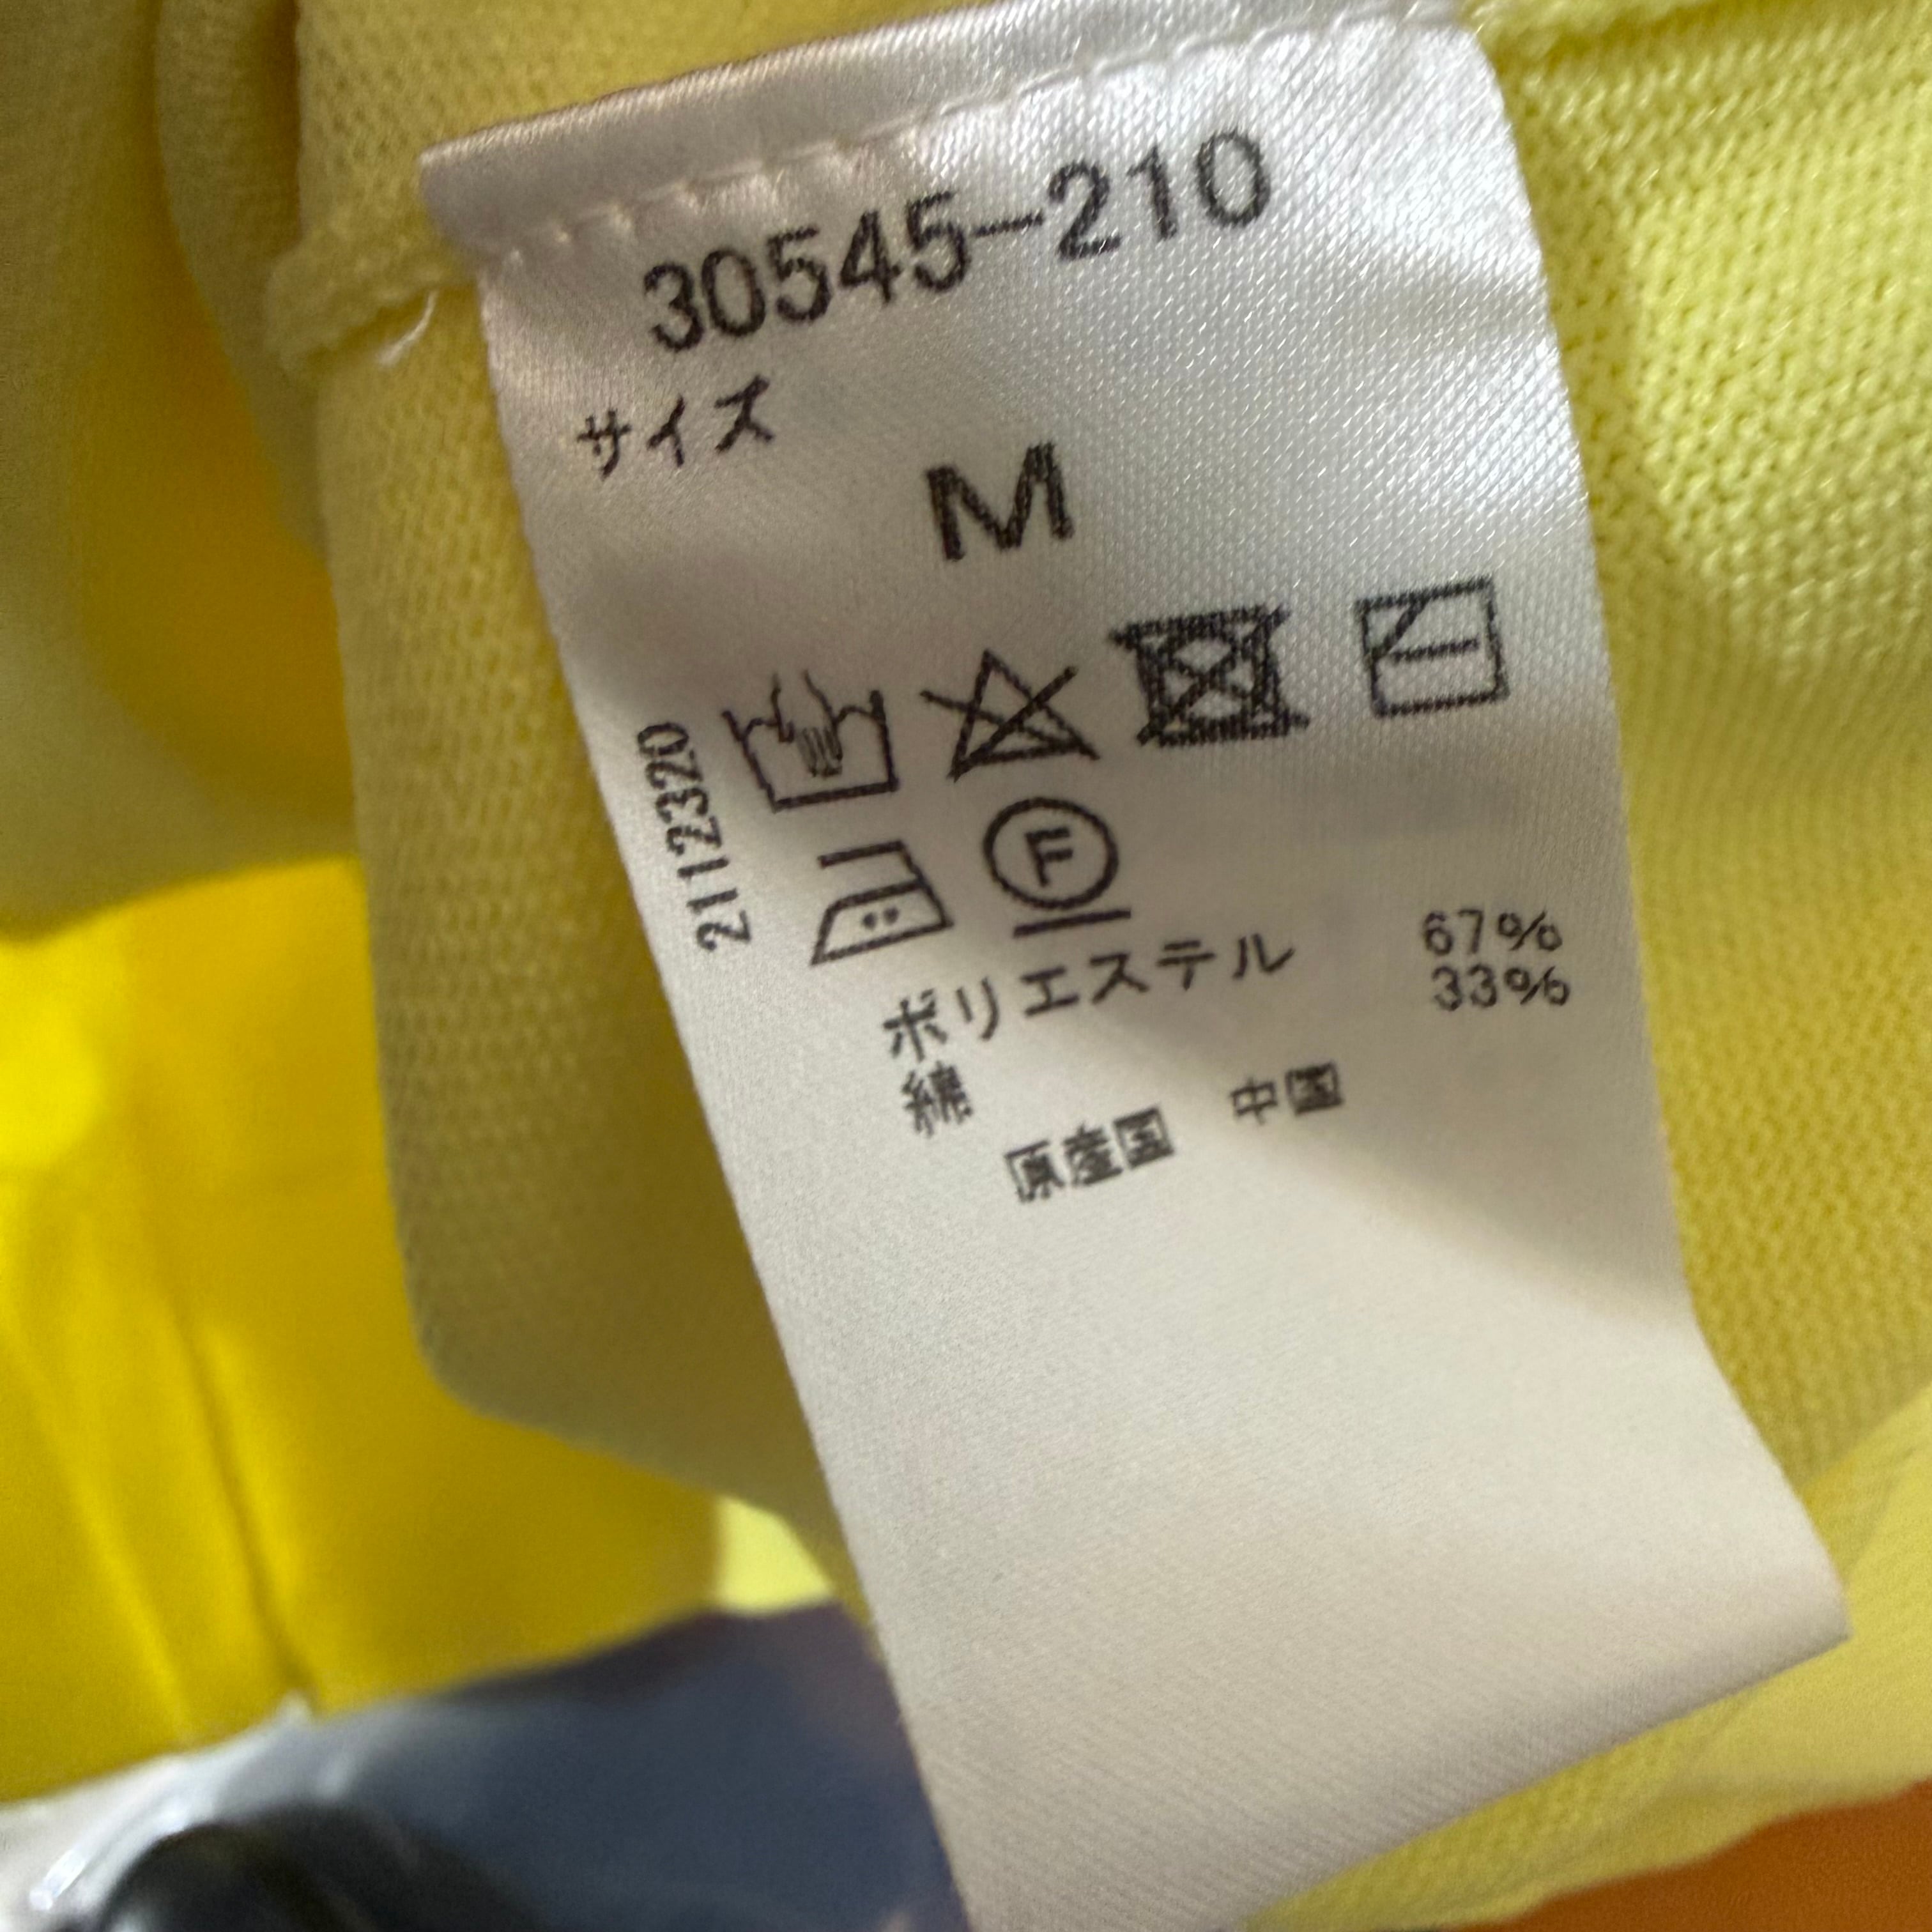 30545-210
サイズ
M
2112320
F
ポリエステル 67%
綿 33%
原産国 中国